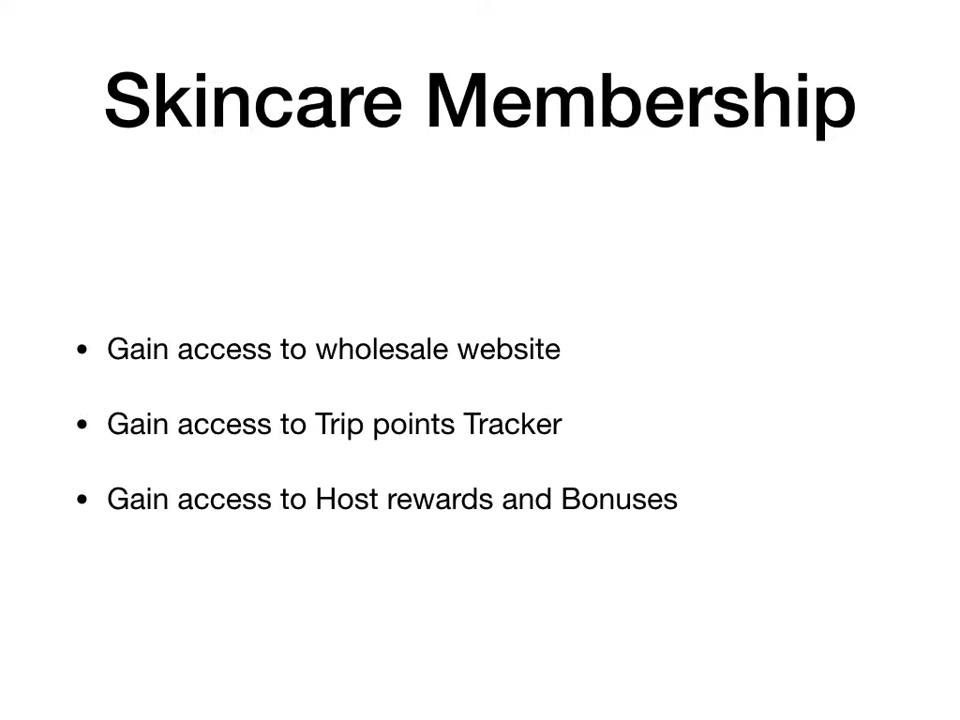 Skincare Membership
• Gain access to wholesale website
• Gain access to Trip points Tracker
• Gain access to Host rewards and Bonuses